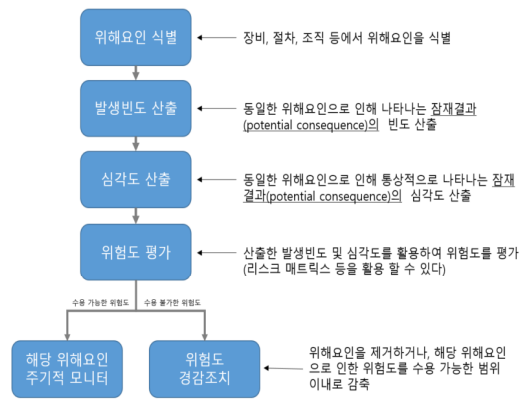 위해요인 식별
장비, 절차, 조직 등에서 위해요인을 식별
발생빈도 산출
동일한 위해요인으로 인해 나타나는 잠재결과
(potential consequence)의 빈도 산출
심각도 산출
동일한 위해요인으로 인해 통상적으로 나타나는 잠재
결과(potential consequence)의 심각도 산출
위험도 평가
산출한 발생빈도 및 심각도를 활용하여 위험도를 평가
(리스크 매트릭스 등을 활용 할 수 있다)
수용 가능한 위험도
수용 불가한 위험도
해당 위해요인
주기적 모니터
위험도
경감조치
위해요인을 제거하거나, 해당 위해요인
으로 인한 위험도를 수용 가능한 범위
이내로 감축